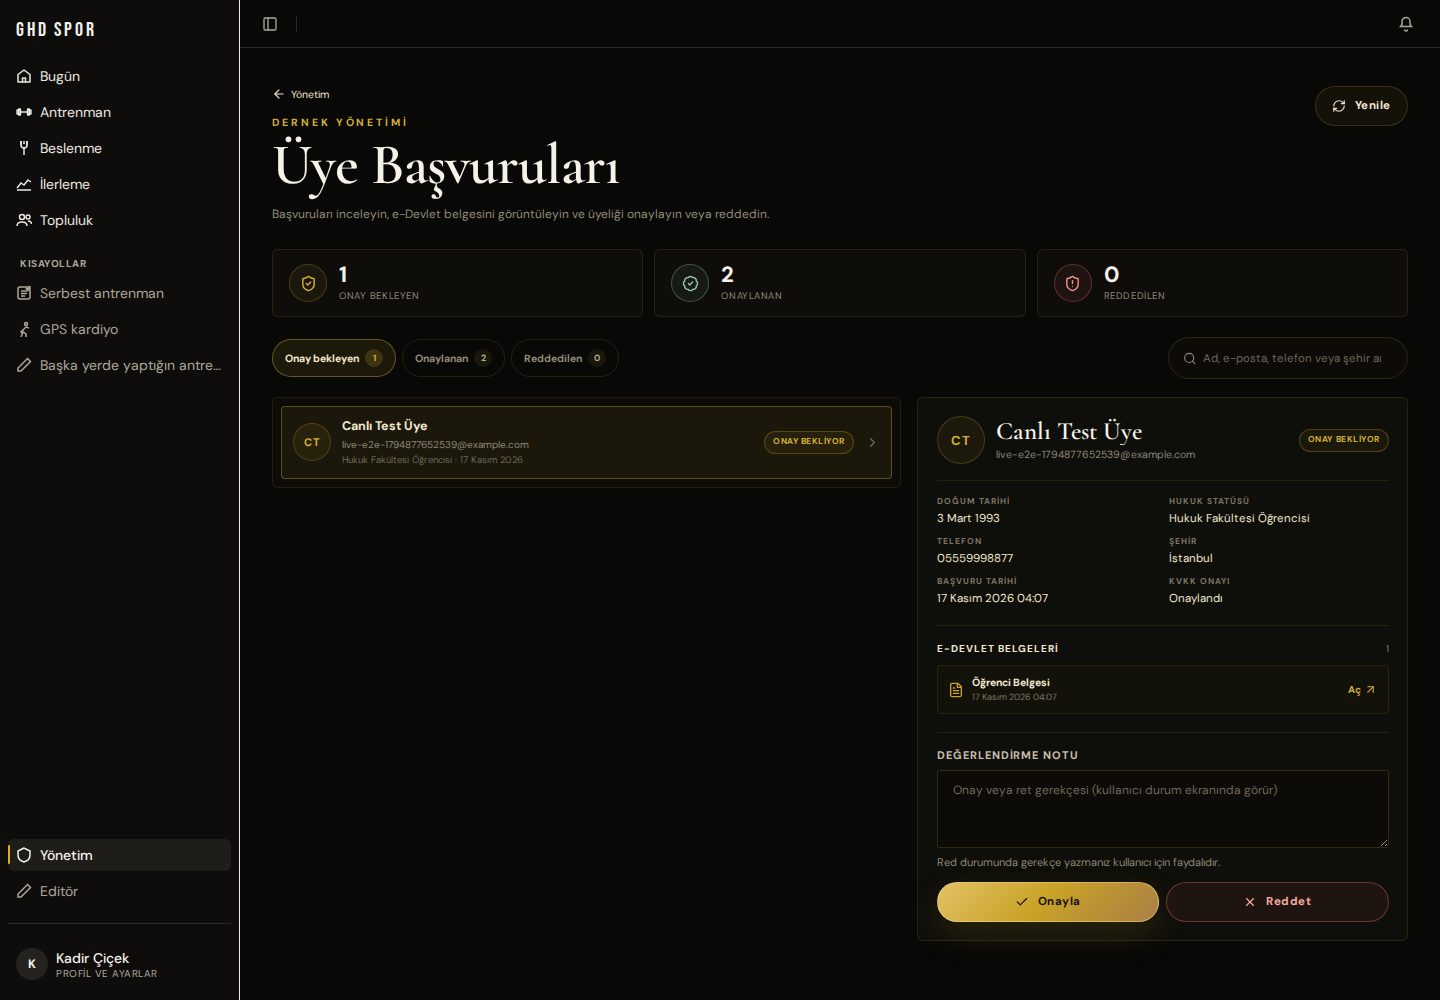 GHD SPOR
Bugün
Antrenman
Beslenme
İlerleme
Topluluk
KISAYOLLAR
Serbest antrenman
GPS kardiyo
Başka yerde yaptığın antre...
Yönetim
Editör
K
Kadir Çiçek
PROFİL VE AYARLAR
Yönetim
Yenile
DERNEK YÖNETİMİ
Üye Başvuruları
Başvuruları inceleyin, e-Devlet belgesini görüntüleyin ve üyeliği onaylayın veya reddedin.
1
ONAY BEKLEYEN
2
ONAYLANAN
0
REDDEDİLEN
Onay bekleyen 1
Onaylanan 2
Reddedilen 0
Ad, e-posta, telefon veya şehir
CT
Canlı Test Üye
live-e2e-1794877652539@example.com
Hukuk Fakültesi Öğrencisi · 17 Kasım 2026
ONAY BEKLİYOR
CT
Canlı Test Üye
live-e2e-1794877652539@example.com
ONAY BEKLİYOR
DOĞUM TARİHİ
3 Mart 1993
HUKUK STATÜSÜ
Hukuk Fakültesi Öğrencisi
TELEFON
05559998877
ŞEHİR
İstanbul
BAŞVURU TARİHİ
17 Kasım 2026 04:07
KVKK ONAYI
Onaylandı
E-DEVLET BELGELERİ 1
Öğrenci Belgesi
17 Kasım 2026 04:07
Aç
DEĞERLENDİRME NOTU
Onay veya ret gerekçesi (kullanıcı durum ekranında görür)
Red durumunda gerekçe yazmanız kullanıcı için faydalıdır.
Onayla
Reddet